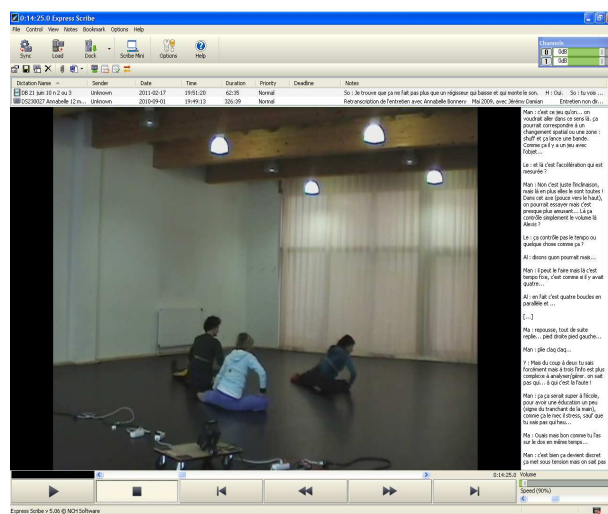 0:14:25.0 Express Scribe
File Control View Notes Bookmark Options Help
Sync Load Dock Scribe Mini Options Help
Channels
0 0dB
1 0dB
Dictation Name Sender Date Time Duration Priority Deadline Notes
DB 21 juin 10 n 2 ou 3 Unknown 2011-02-17 19:51:20 62:35 Normal So : Je trouve que ça ne fait pas plus que un régisseur qui baisse et qui monte le son. H : Oui. So : tu vois ...
DS230027 Annabelle 12 m... Unknown 2010-09-01 19:49:13 326:39 Normal Retranscription de l'entretien avec Annabelle Bonnery Mai 2009, avec Jérémy Damian Entretien non dir...
Man : c'est ce jeu qu'on... on
voudrait aller dans ce sens là. ça
pourrait correspondre à un
changement spatial ou une zone :
shuff et ça lance une bande.
Comme ça il y a un jeu avec
l'objet...
Le : et là c'est l'accélération qui est
mesurée ?
Man : Non c'est juste l'inclinaison,
mais là en plus elles le sont toutes !
Dans cet axe (pouce vers le haut),
on pourrait essayer mais c'est
presque plus amusant... Là ça
contrôle simplement le volume là
Alexis ?
Le : ça contrôle pas le tempo ou
quelque chose comme ça ?
Al : disons quon pourrait mais...
Man : il peut le faire mais là c'est
tempo fixe, c'est comme si il y avait
quatre...
Al : en fait c'est quatre boucles en
parallèle et ...
[...]
Ma : repousse, tout de suite
replie... pied droite pied gauche...
Man : plie claq claq...
Y : Mais du coup à deux tu sais
forcément mais à trois l'info est plus
complexe à analyser/gérer. on sait
pas qui... à qui c'est la faute !
Man : ça ça serait super à l'école,
pour avoir une éducation un peu
(signe du tranchant de la main),
comme ça le mec il stress, sauf que
tu sais pas qui heu...
Ma : Ouais mais bon comme tu l'as
sur le dos en même temps...
Man : c'est bien ça devient discret
ça met sous tension mais on sait pas
0:14:25.0 Volume
Speed (90%)
Express Scribe v 5.06 © NCH Software